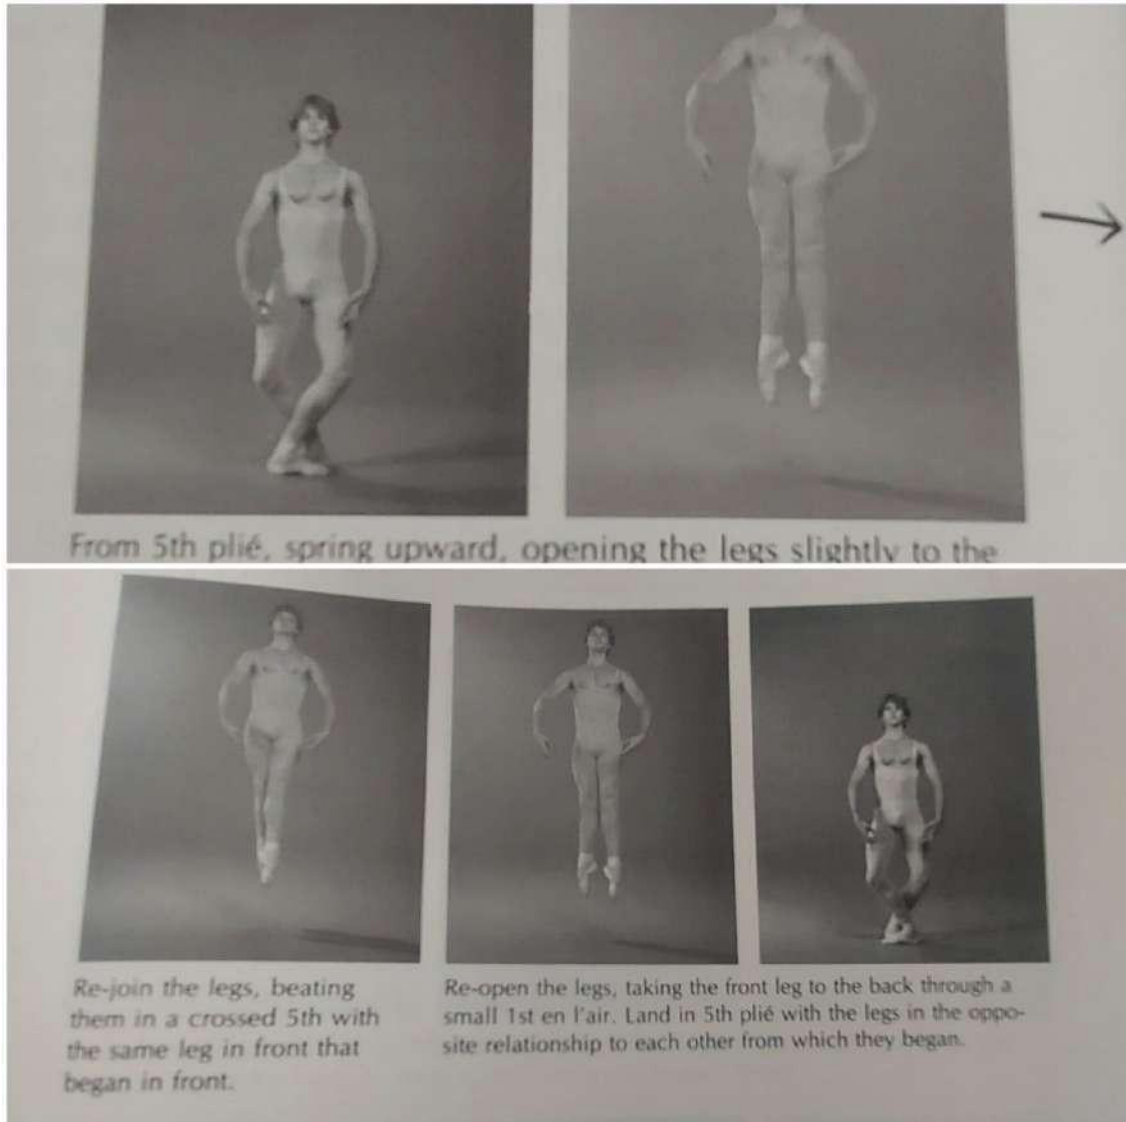 From 5th plié, spring upward, opening the legs slightly to the
Re-join the legs, beating
them in a crossed 5th with
the same leg in front that
began in front.
Re-open the legs, taking the front leg to the back through a
small 1st en l'air. Land in 5th plié with the legs in the oppo-
site relationship to each other from which they began.